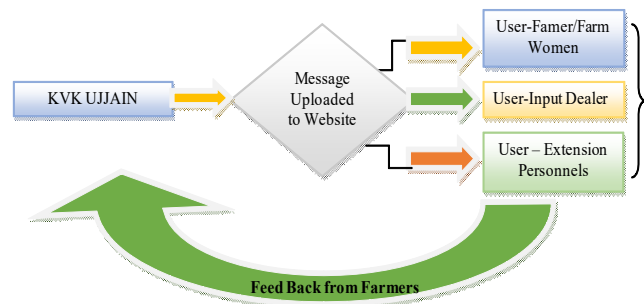 KVK UJJAIN
Message
Uploaded
to Website
User-Famer/Farm
Women
User-Input Dealer
User – Extension
Personnels
Feed Back from Farmers